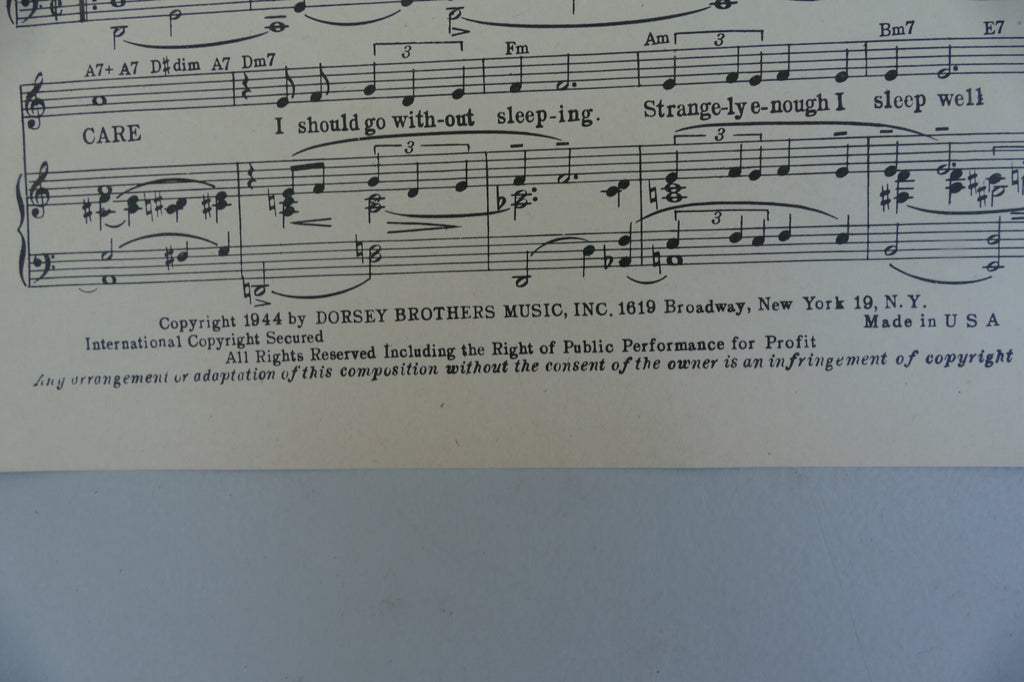 A7+ A7 D♯dim A7 Dm7 3 Fm Am 3 Bm7 E7
CARE I should go with-out sleep-ing. Strange-ly e-nough I sleep well
3 3
3
Copyright 1944 by DORSEY BROTHERS MUSIC, INC. 1619 Broadway, New York 19, N.Y.
International Copyright Secured Made in U S A
All Rights Reserved Including the Right of Public Performance for Profit
Any arrangement or adaptation of this composition without the consent of the owner is an infringement of copyright